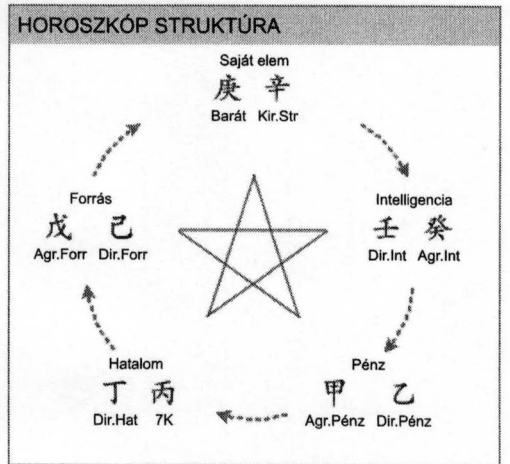 HOROSZKÓP STRUKTÚRA
Saját elem
庚 辛
Barát Kir.Str
Forrás
戊 己
Agr.Forr Dir.Forr
Intelligencia
壬 癸
Dir.Int Agr.Int
Hatalom
丁 丙
Dir.Hat 7K
Pénz
甲 乙
Agr.Pénz Dir.Pénz